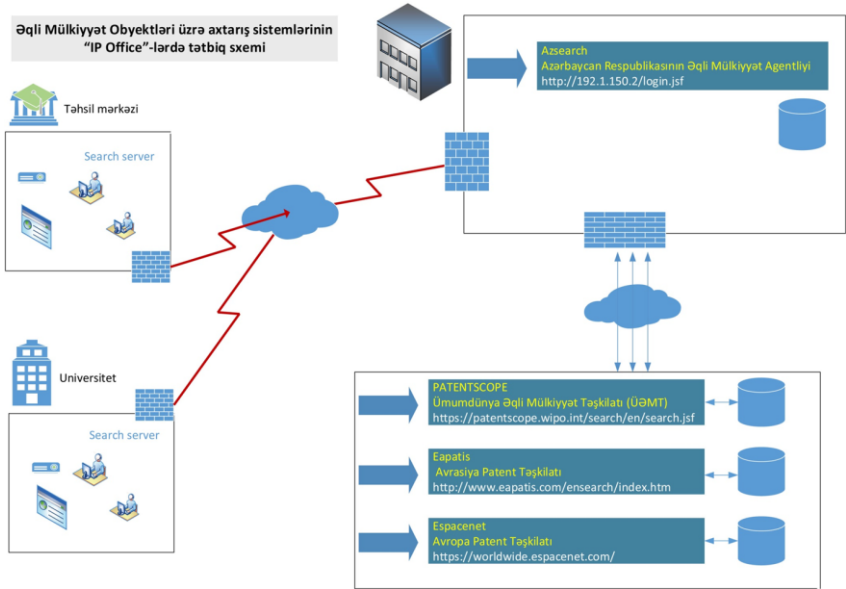 Əqli Mülkiyyət Obyektləri üzrə axtarış sistemlərinin
“IP Office”-lərdə tətbiq sxemi
Təhsil mərkəzi
Search server
Azsearch
Azərbaycan Respublikasının Əqli Mülkiyyət Agentliyi
http://192.1.150.2/login.jsf
Universitet
Search server
PATENTSCOPE
Ümumdünya Əqli Mülkiyyət Təşkilatı (ÜƏMT)
https://patentscope.wipo.int/search/en/search.jsf
Eapatis
Avrasiya Patent Təşkilatı
http://www.eapatis.com/ensearch/index.htm
Espacenet
Avropa Patent Təşkilatı
https://worldwide.espacenet.com/